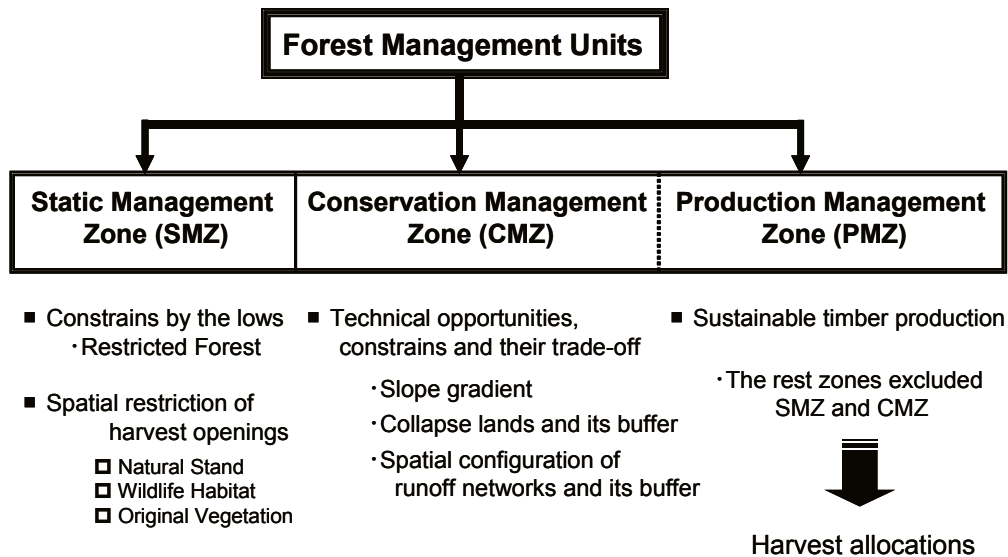 Forest Management Units
Static Management
Zone (SMZ)
Conservation Management
Zone (CMZ)
Production Management
Zone (PMZ)
■ Constrains by the lows
・Restricted Forest
■ Spatial restriction of
harvest openings
□ Natural Stand
□ Wildlife Habitat
□ Original Vegetation
■ Technical opportunities,
constrains and their trade-off
・Slope gradient
・Collapse lands and its buffer
・Spatial configuration of
runoff networks and its buffer
■ Sustainable timber production
・The rest zones excluded
SMZ and CMZ
Harvest allocations